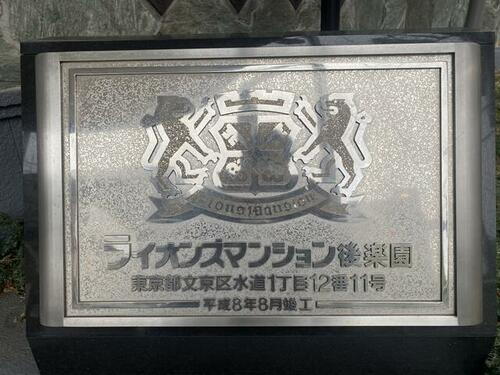 Lions Mansion
ライオンズマンション後楽園
東京都文京区水道1丁目12番11号
平成8年8月竣工